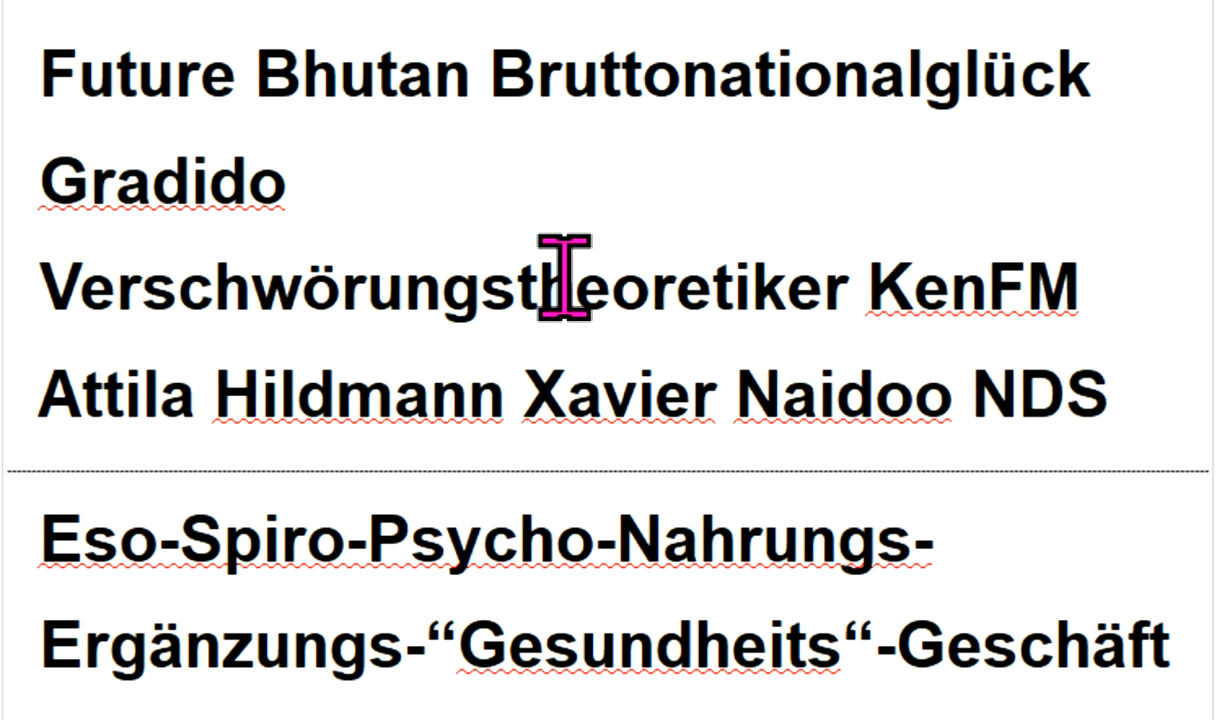 Future Bhutan Bruttonationalglück
Gradido
Verschwörungstheoretiker KenFM
Attila Hildmann Xavier Naidoo NDS
Eso-Spiro-Psycho-Nahrungs-
Ergänzungs-“Gesundheits“-Geschäft